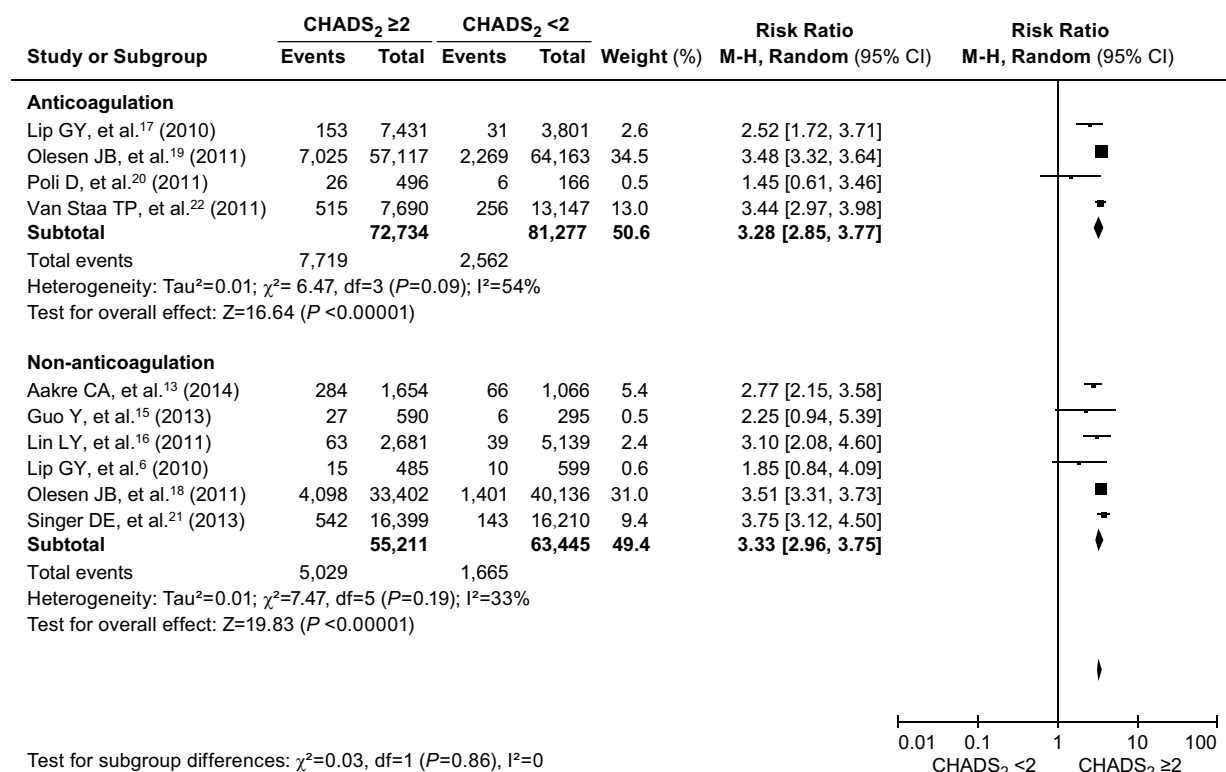 CHADS₂ ≥2 CHADS₂ <2 Risk Ratio Risk Ratio
Study or Subgroup Events Total Events Total Weight (%) M-H, Random (95% CI) M-H, Random (95% CI)
Anticoagulation
Lip GY, et al.¹⁷ (2010) 153 7,431 31 3,801 2.6 2.52 [1.72, 3.71]
Olesen JB, et al.¹⁹ (2011) 7,025 57,117 2,269 64,163 34.5 3.48 [3.32, 3.64]
Poli D, et al.²⁰ (2011) 26 496 6 166 0.5 1.45 [0.61, 3.46]
Van Staa TP, et al.²² (2011) 515 7,690 256 13,147 13.0 3.44 [2.97, 3.98]
Subtotal 72,734 81,277 50.6 3.28 [2.85, 3.77]
Total events 7,719 2,562
Heterogeneity: Tau²=0.01; χ²= 6.47, df=3 (P=0.09); I²=54%
Test for overall effect: Z=16.64 (P <0.00001)
Non-anticoagulation
Aakre CA, et al.¹³ (2014) 284 1,654 66 1,066 5.4 2.77 [2.15, 3.58]
Guo Y, et al.¹⁵ (2013) 27 590 6 295 0.5 2.25 [0.94, 5.39]
Lin LY, et al.¹⁶ (2011) 63 2,681 39 5,139 2.4 3.10 [2.08, 4.60]
Lip GY, et al.⁶ (2010) 15 485 10 599 0.6 1.85 [0.84, 4.09]
Olesen JB, et al.¹⁸ (2011) 4,098 33,402 1,401 40,136 31.0 3.51 [3.31, 3.73]
Singer DE, et al.²¹ (2013) 542 16,399 143 16,210 9.4 3.75 [3.12, 4.50]
Subtotal 55,211 63,445 49.4 3.33 [2.96, 3.75]
Total events 5,029 1,665
Heterogeneity: Tau²=0.01; χ²=7.47, df=5 (P=0.19); I²=33%
Test for overall effect: Z=19.83 (P <0.00001)
0.01 0.1 1 10 100
Test for subgroup differences: χ²=0.03, df=1 (P=0.86), I²=0
CHADS₂ <2 CHADS₂ ≥2